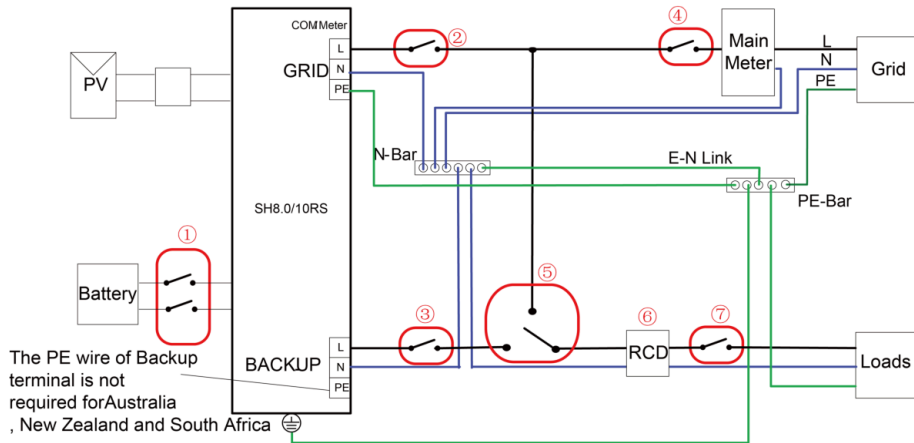 COMMeter
②
④
L
N
PE
GRID
Main
Meter
L
N
PE
Grid
PV
N-Bar
E-N Link
PE-Bar
SH8.0/10RS
①
Battery
⑤
③
⑥
⑦
L
N
PE
BACKUP
RCD
Loads
The PE wire of Backup
terminal is not
required forAustralia
, New Zealand and South Africa